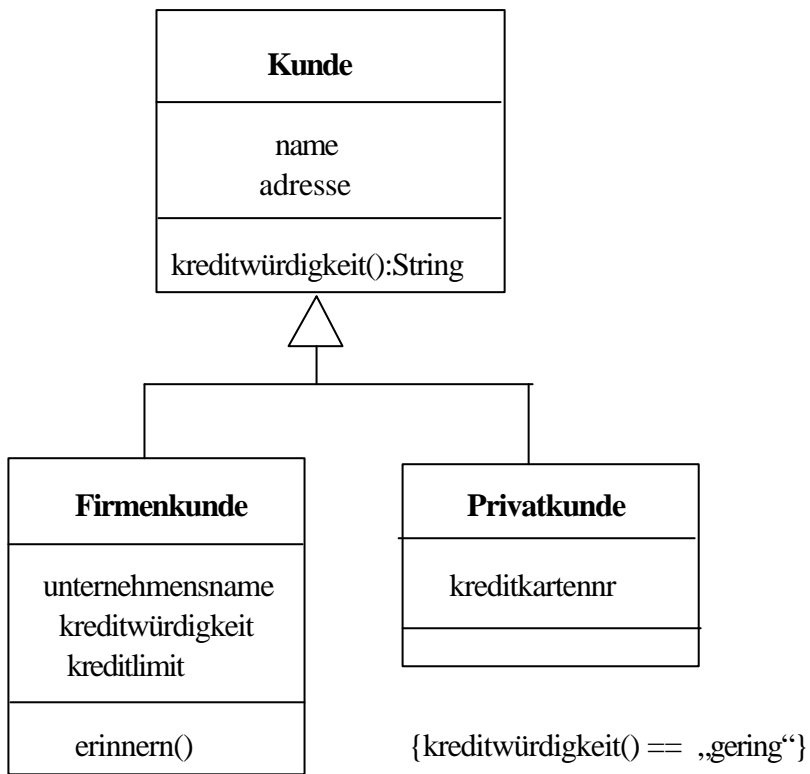 Kunde
name
adresse
kreditwürdigkeit():String
Firmenkunde
unternehmensname
kreditwürdigkeit
kreditlimit
erinnern()
Privatkunde
kreditkartennr
{kreditwürdigkeit() == „gering“}